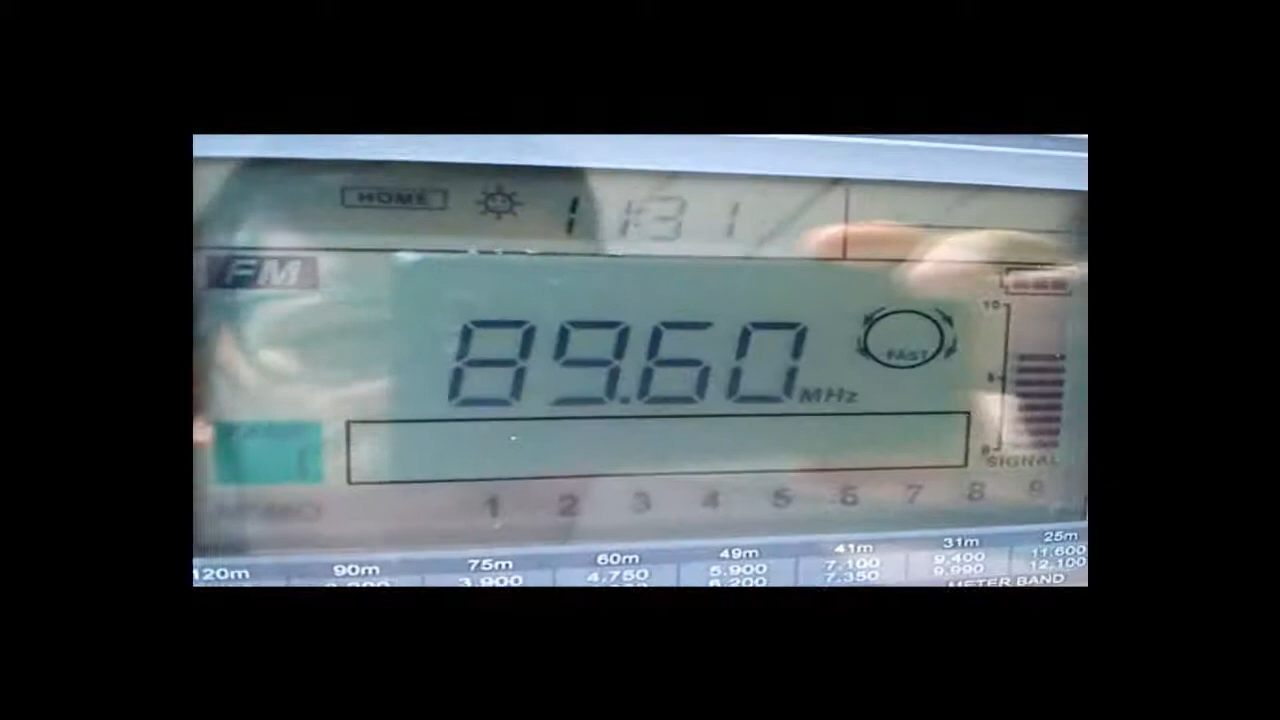 HOME 11:31
FM
89.60 MHz
FAST
10
5
0
SIGNAL
1 2 3 4 5 6 7 8 9
120m 90m 75m 60m 49m 41m 31m 25m
3.900 4.750 5.900 7.100 9.400 11.600
6.200 7.350 9.990 12.100
METER BAND